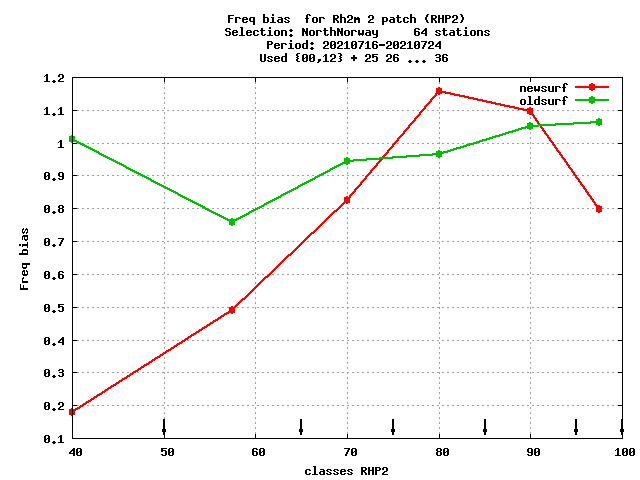 Freq bias  for Rh2m 2 patch (RHP2)
Selection: NorthNorway     64 stations
Period: 20210716-20210724
Used {00,12} + 25 26 ... 36
newsurf
oldsurf
1.2
1.1
1
0.9
0.8
0.7
0.6
0.5
0.4
0.3
0.2
0.1
Freq bias
40 50 60 70 80 90 100
classes RHP2